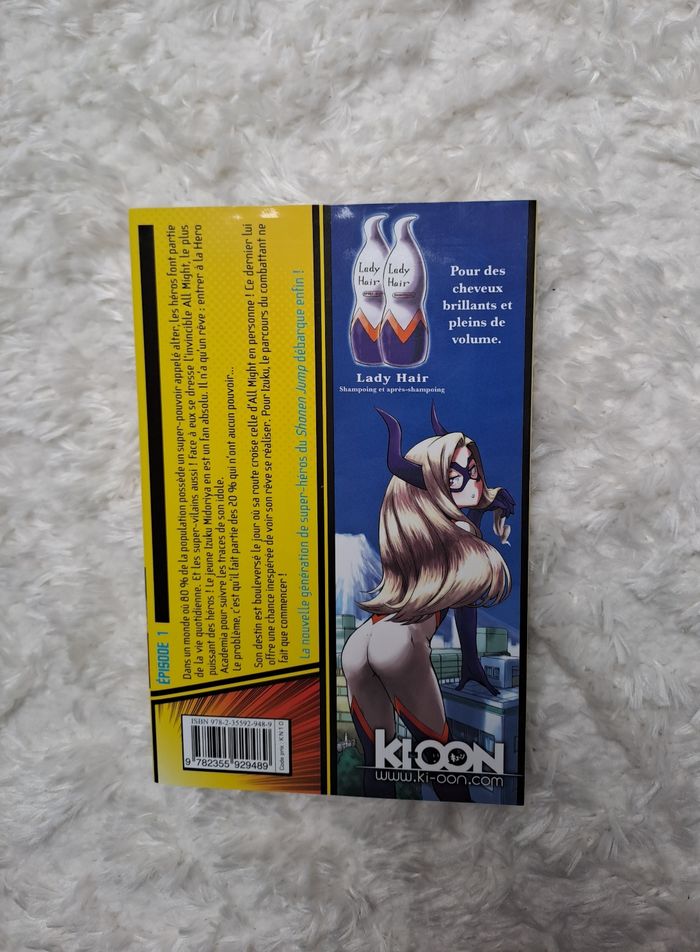 ÉPISODE 1
Dans un monde où 80 % de la population possède un super-pouvoir appelé alter, les héros font partie
de la vie quotidienne. Et les super-vilains aussi ! Face à eux se dresse l'invincible All Might, le plus
puissant des héros ! Le jeune Izuku Midoriya en est un fan absolu. Il n'a qu'un rêve : entrer à la Hero
Academia pour suivre les traces de son idole.
Le problème, c'est qu'il fait partie des 20 % qui n'ont aucun pouvoir...
Son destin est bouleversé le jour où sa route croise celle d'All Might en personne ! Ce dernier lui
offre une chance inespérée de voir son rêve se réaliser. Pour Izuku, le parcours du combattant ne
fait que commencer !
La nouvelle génération de super-héros du Shonen Jump débarque enfin !
ISBN 978-2-35592-948-9
9 782355 929489
Code prix : KN10
Lady
Hair
Lady
Hair
Pour des
cheveux
brillants et
pleins de
volume.
Lady Hair
Shampoing et après-shampoing
KI-OON
www.ki-oon.com